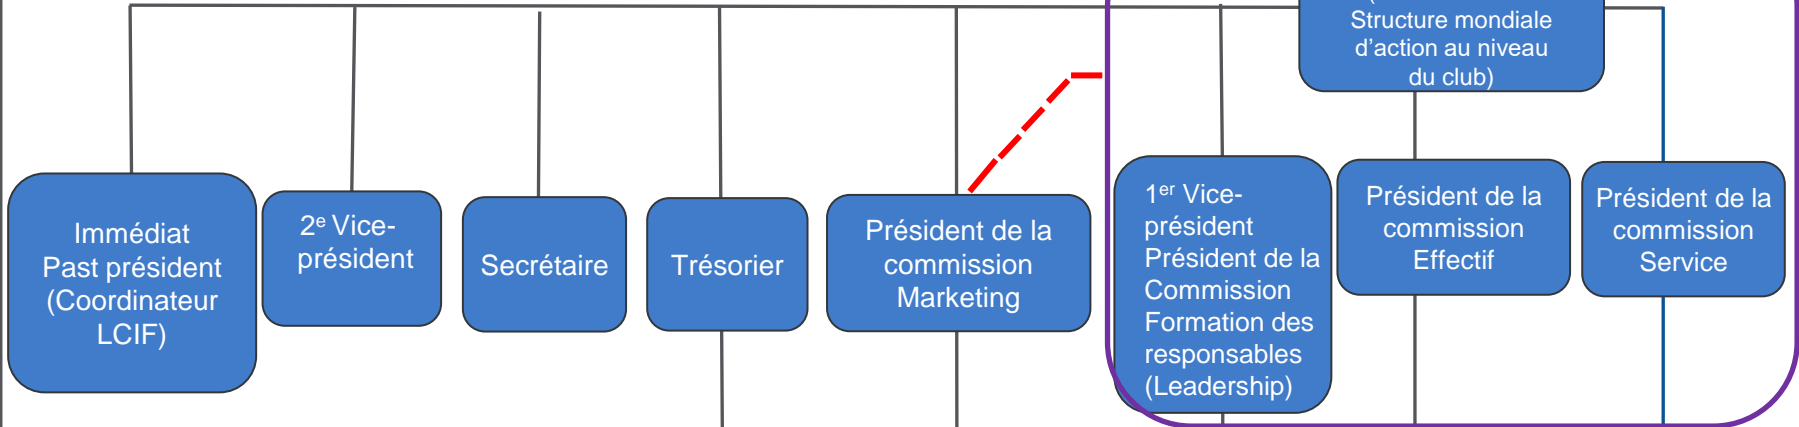 Structure mondiale
d'action au niveau
du club)
Immédiat
Past président
(Coordinateur
LCIF)
2e Vice-
président
Secrétaire
Trésorier
Président de la
commission
Marketing
1er Vice-
président
Président de la
Commission
Formation des
responsables
(Leadership)
Président de la
commission
Effectif
Président de la
commission
Service